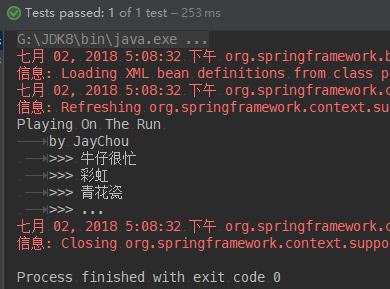 Tests passed: 1 of 1 test – 253 ms
G:\JDK8\bin\java.exe ...
七月 02, 2018 5:08:32 下午 org.springframework.b
信息: Loading XML bean definitions from class p
七月 02, 2018 5:08:32 下午 org.springframework.c
信息: Refreshing org.springframework.context.sup
Playing On The Run
by JayChou
>>> 牛仔很忙
>>> 彩虹
>>> 青花瓷
>>> ...
七月 02, 2018 5:08:32 下午 org.springframework.c
信息: Closing org.springframework.context.suppo
Process finished with exit code 0